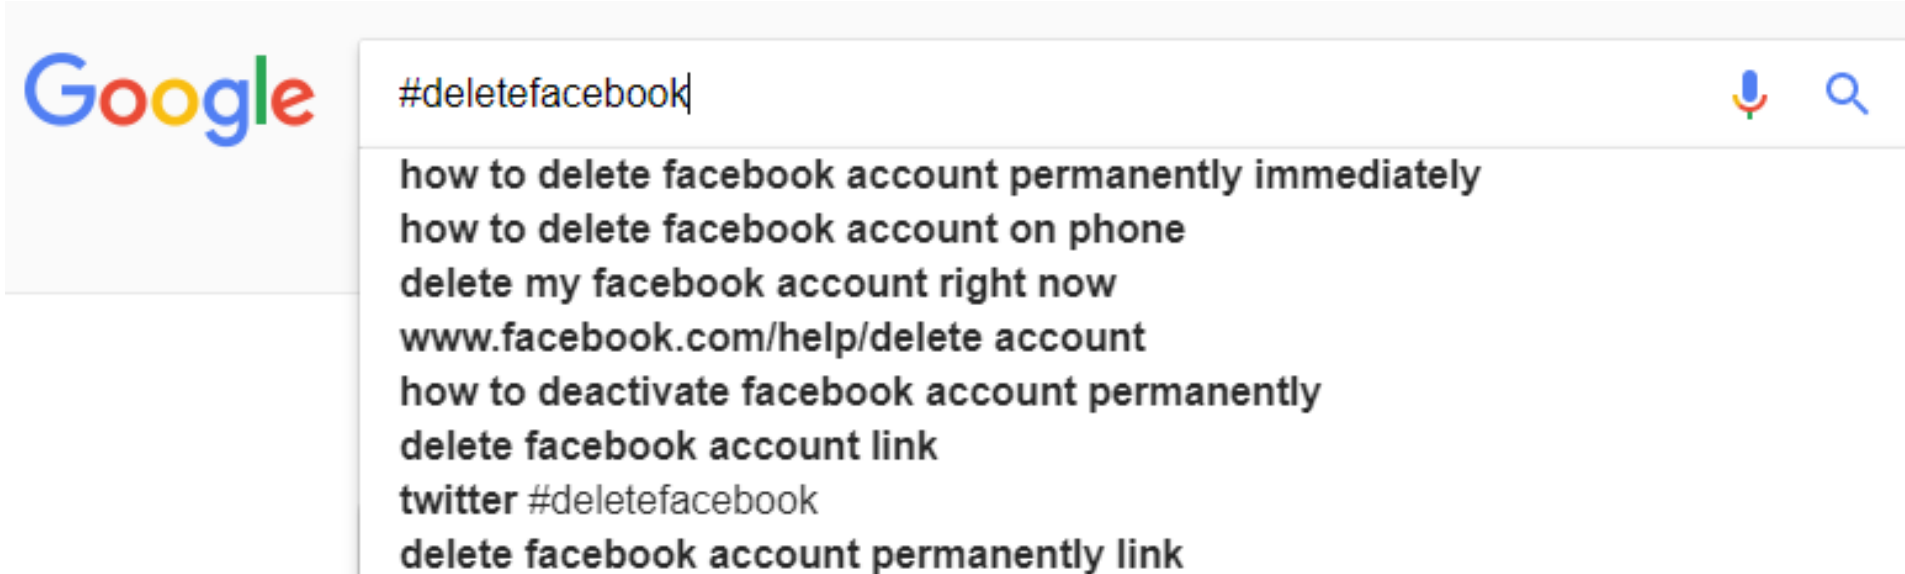 Google
#deletefacebook
how to delete facebook account permanently immediately
how to delete facebook account on phone
delete my facebook account right now
www.facebook.com/help/delete account
how to deactivate facebook account permanently
delete facebook account link
twitter #deletefacebook
delete facebook account permanently link